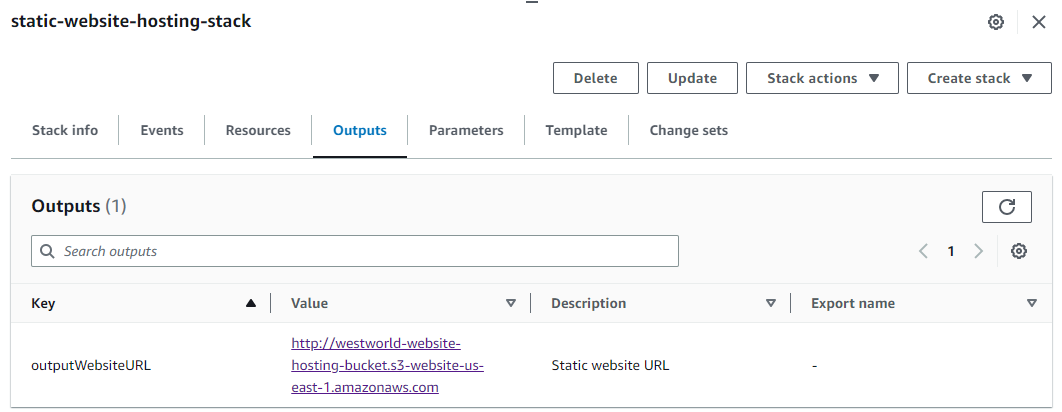 static-website-hosting-stack
Delete
Update
Stack actions
Create stack
Stack info
Events
Resources
Outputs
Parameters
Template
Change sets
Outputs (1)
Search outputs
1
Key
Value
Description
Export name
outputWebsiteURL
http://westworld-website-
hosting-bucket.s3-website-us-
east-1.amazonaws.com
Static website URL
-